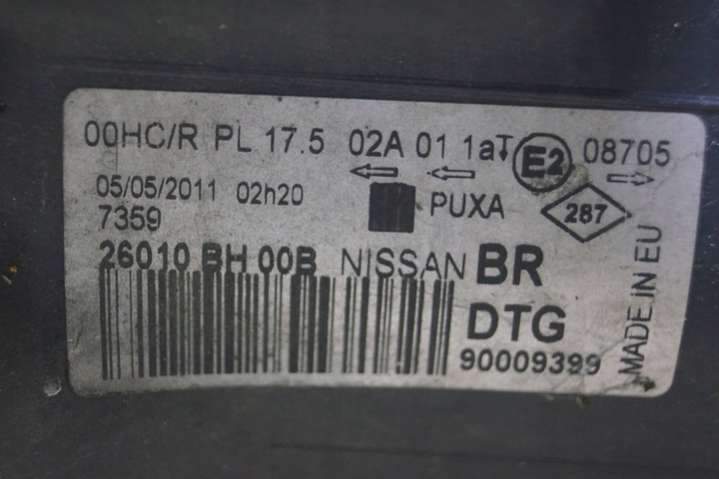 00HC/R PL 17.5 02A 01 1aT E2 08705
05/05/2011 02h20
7359
PUXA
287
26010 BH 00B NISSAN BR
DTG
90009399
MADE IN EU